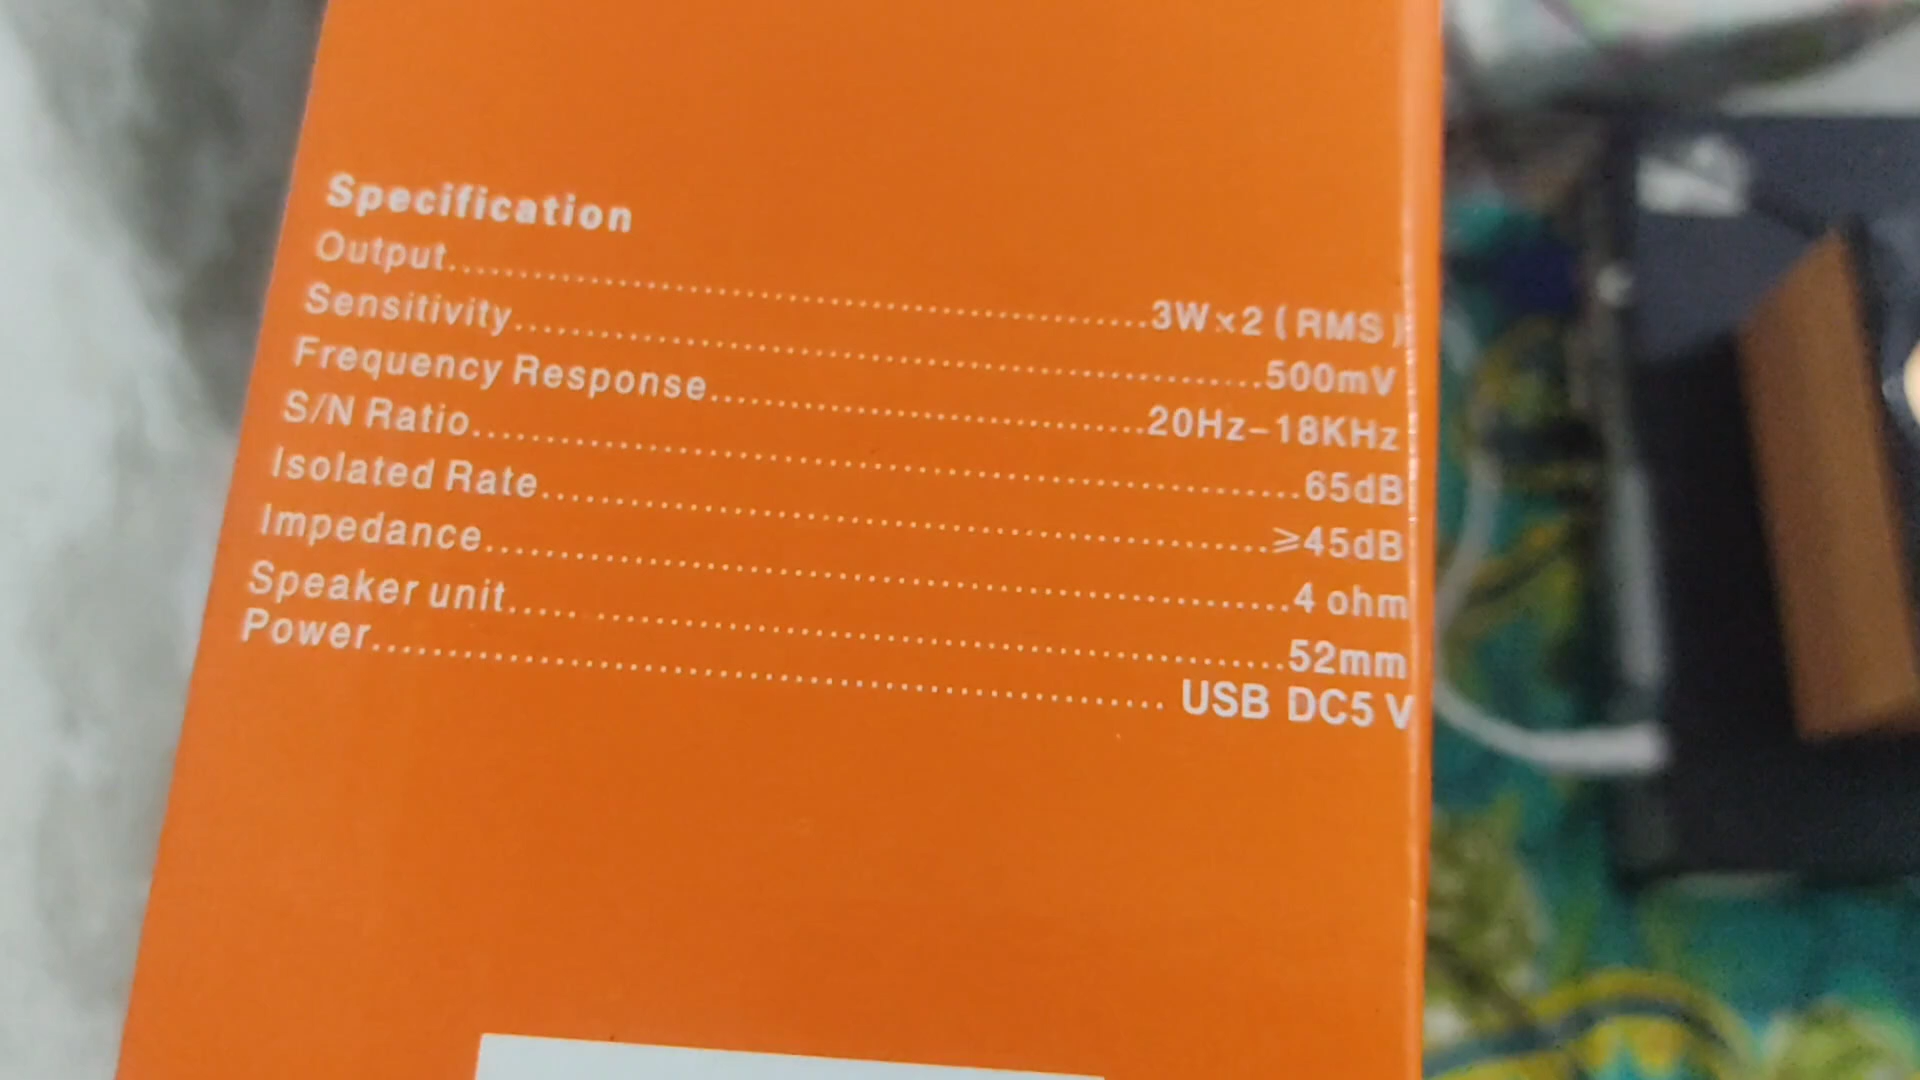 Specification
Output........................................................3W×2 ( RMS )
Sensitivity........................................................500mV
Frequency Response................................20Hz–18KHz
S/N Ratio............................................................65dB
Isolated Rate.....................................................≥45dB
Impedance..........................................................4 ohm
Speaker unit..... ..................................................52mm
Power............................................................. USB DC5 V